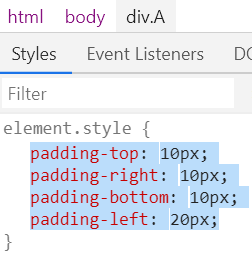 html body div.A
Styles Event Listeners
Filter
element.style {
padding-top: 10px;
padding-right: 10px;
padding-bottom: 10px;
padding-left: 20px;
}